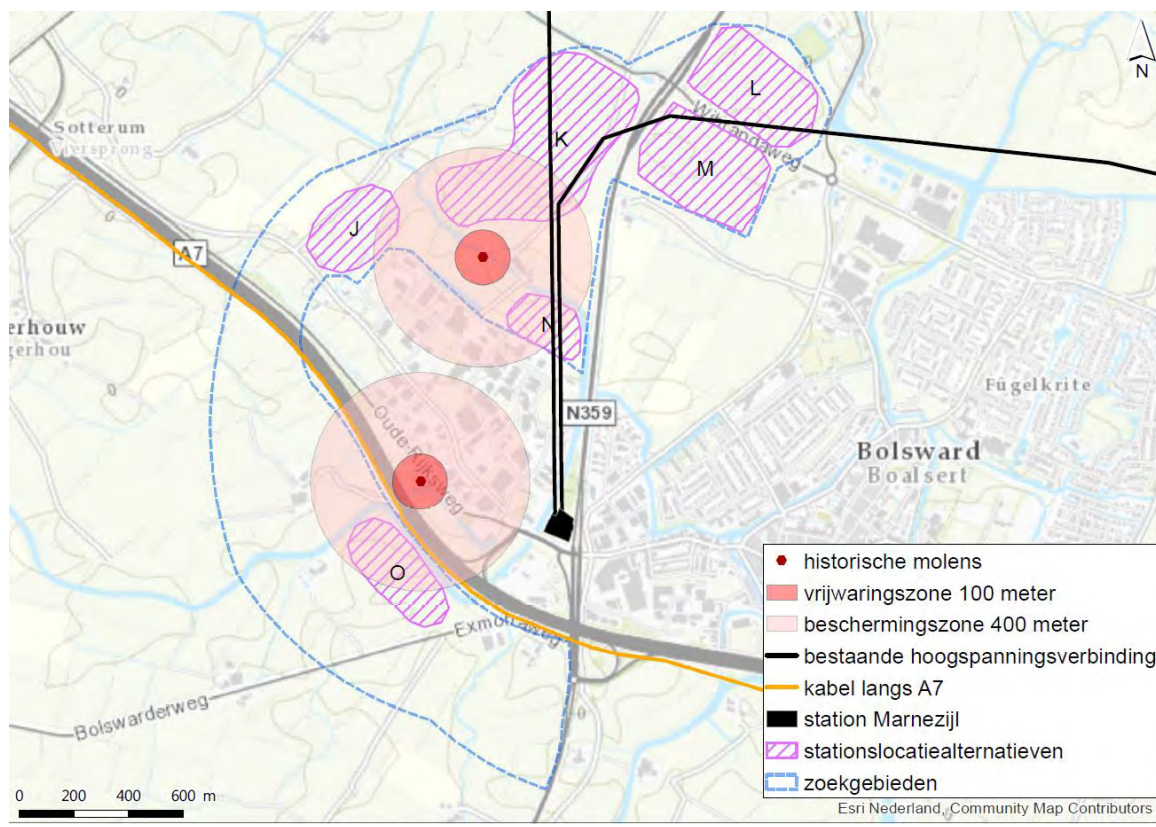 N
Sotterum
Viersprong
L
K
Wibrandaweg
M
J
A7
erhouw
gerhou
N
Fûgelkrite
N359
Oude-Rijksweg
Bolsward
Boalsert
O
Exmorraweg
Bolswarderweg
historische molens
vrijwaringszone 100 meter
beschermingszone 400 meter
bestaande hoogspanningsverbinding
kabel langs A7
station Marnezijl
stationslocatiealternatieven
zoekgebieden
0 200 400 600 m
Esri Nederland, Community Map Contributors